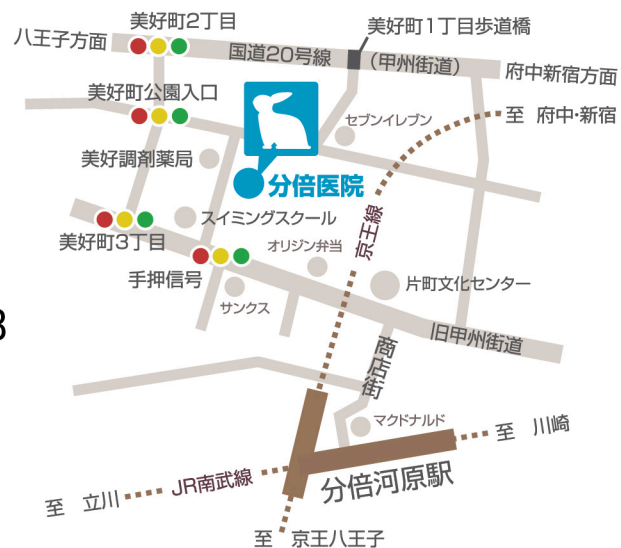 美好町2丁目
美好町1丁目歩道橋
八王子方面
国道20号線
(甲州街道)
府中新宿方面
美好町公園入口
至 府中・新宿
セブンイレブン
美好調剤薬局
分倍医院
スイミングスクール
京王線
美好町3丁目
オリジン弁当
手押信号
片町文化センター
サンクス
旧甲州街道
商店街
マクドナルド
至 川崎
分倍河原駅
JR南武線
至 立川
至 京王八王子